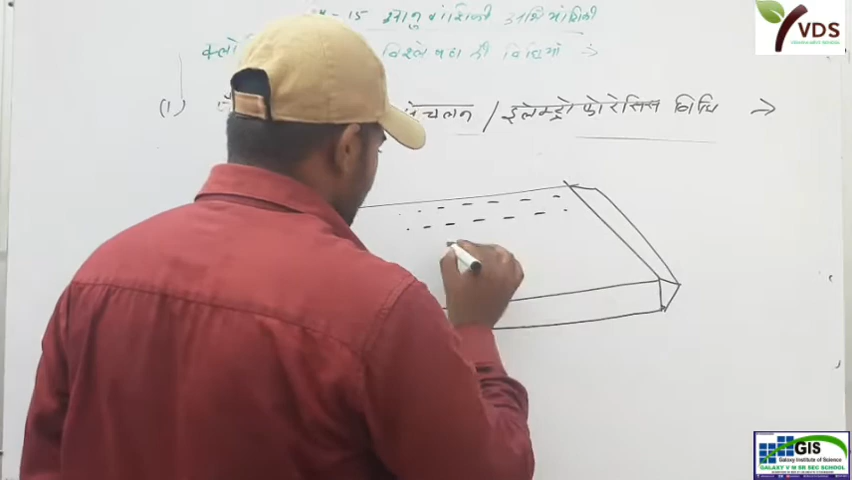 15 आनुवांशिकी अभियांत्रिकी
क्लो विश्लेषण की विधियाँ →
(1) संचलन / इलेक्ट्रोफोरेसिस विधि →
VDS
GIS
Galaxy Institute of Science
GALAXY V M SR SEC SCHOOL